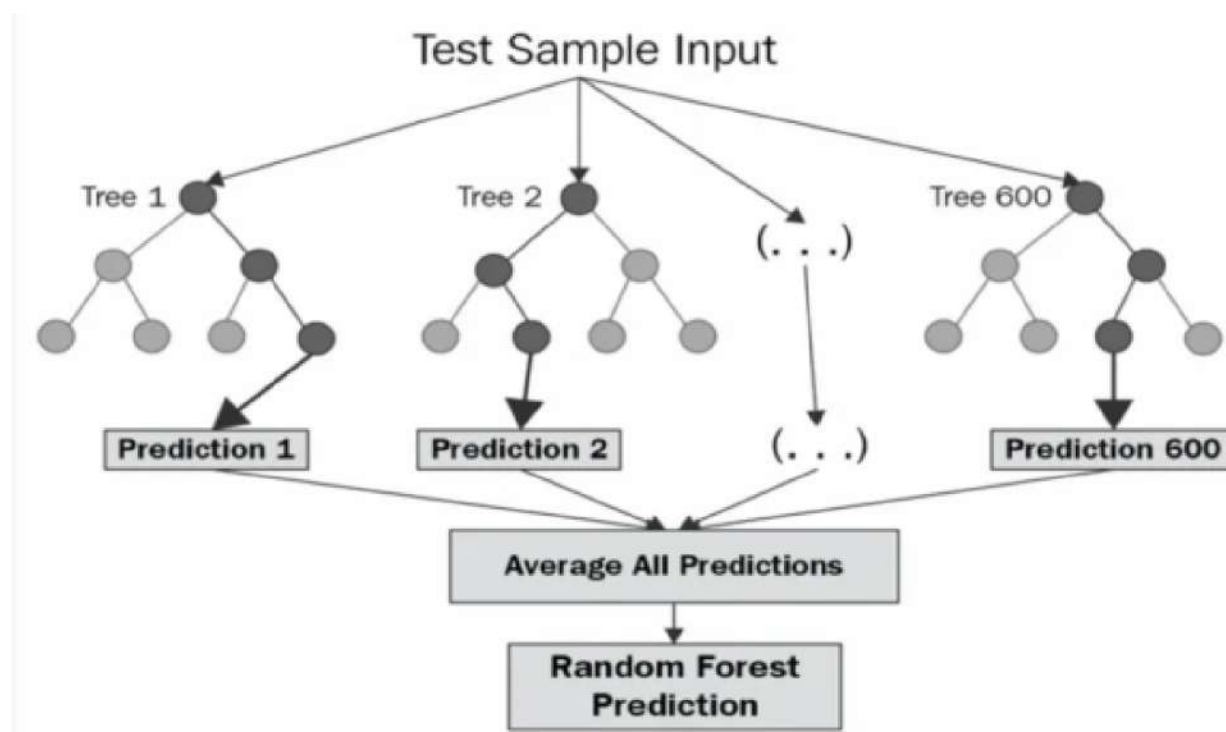 Test Sample Input
Tree 1
Tree 2
Tree 600
(. . .)
Prediction 1
Prediction 2
(. . .)
Prediction 600
Average All Predictions
Random Forest
Prediction